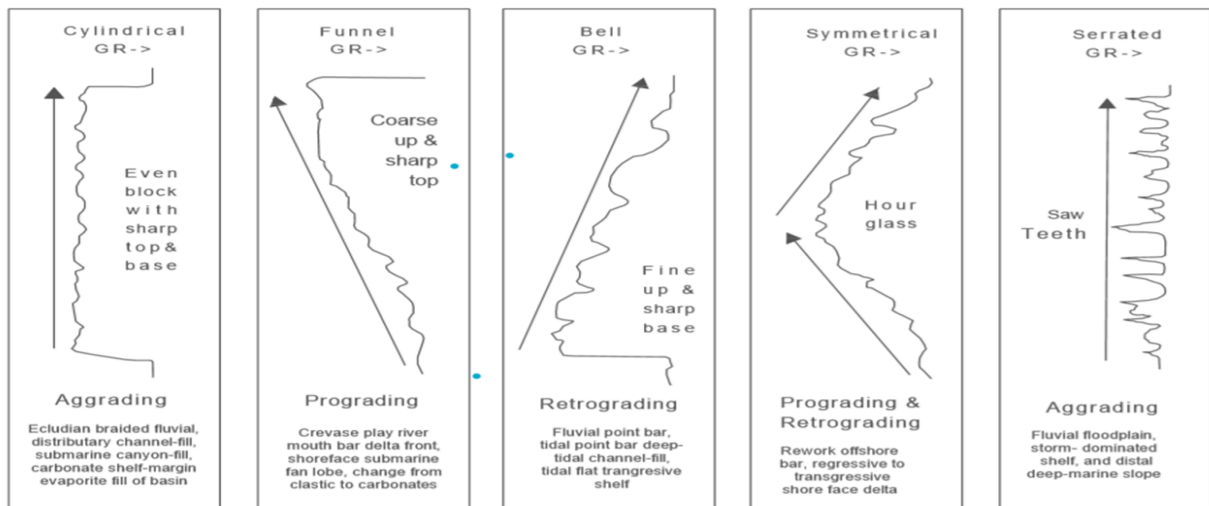 Cylindrical
GR->
Even
block
with
sharp
top&
base
Aggrading
Ecludian braided fluvial,
distributary channel-fill,
submarine canyon-fill,
carbonate shelf-margin
evaporite fill of basin
Funnel
GR->
Coarse
up &
sharp
top
Prograding
Crevase play river
mouth bar delta front,
shoreface submarine
fan lobe, change from
clastic to carbonates
Bell
GR->
Fine
up &
sharp
base
Retrograding
Fluvial point bar,
tidal point bar deep-
tidal channel-fill,
tidal flat trangresive
shelf
Symmetrical
GR->
Hour
glass
Prograding &
Retrograding
Rework offshore
bar, regressive to
transgressive
shore face delta
Serrated
GR->
Saw
Teeth
Aggrading
Fluvial floodplain,
storm- dominated
shelf, and distal
deep-marine slope